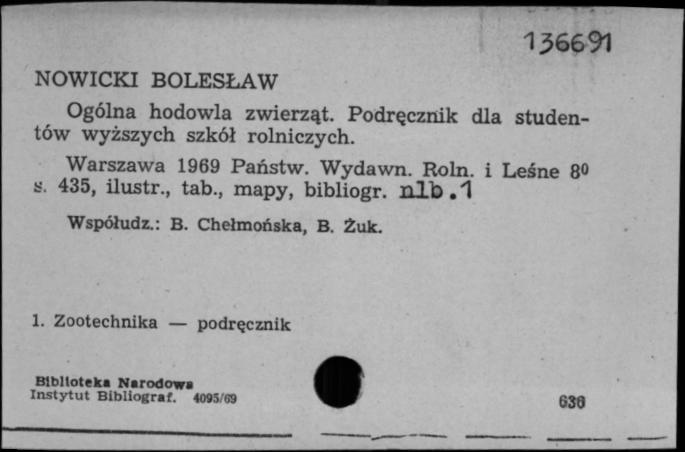 136691
NOWICKI BOLESŁAW
Ogólna hodowla zwierząt. Podręcznik dla studen-
tów wyższych szkół rolniczych.
Warszawa 1969 Państw. Wydawn. Roln. i Leśne 8⁰
s. 435, ilustr., tab., mapy, bibliogr. nlb.1
Współudz.: B. Chełmońska, B. Żuk.
1. Zootechnika — podręcznik
Biblioteka Narodowa
Instytut Bibliograf. 4095/69
636